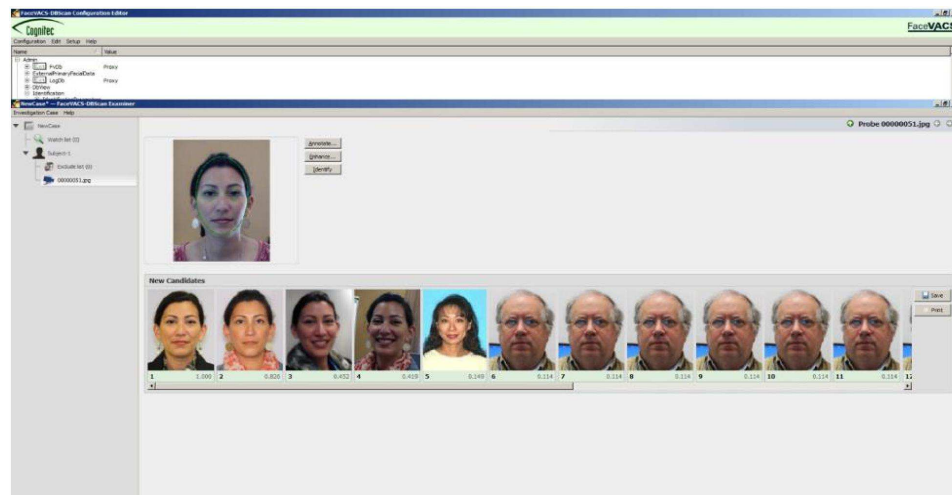 FaceVACS-DBScan Configuration Editor
Cognitec
FaceVACS
Configuration Edit Setup Help
Name Value
Admin
FvDb Proxy
ExternalPrimaryFacialData
LogDb Proxy
DbView
Identification
NewCase* — FaceVACS-DBScan Examiner
Investigation Case Help
NewCase
Probe 00000051.jpg
Watch list (0)
Subject-1
Exclude list (0)
00000051.jpg
Annotate...
Enhance...
Identify
New Candidates
Save
Print
1 1.000 2 0.826 3 0.452 4 0.419 5 0.149 6 0.114 7 0.114 8 0.114 9 0.114 10 0.114 11 0.114 12